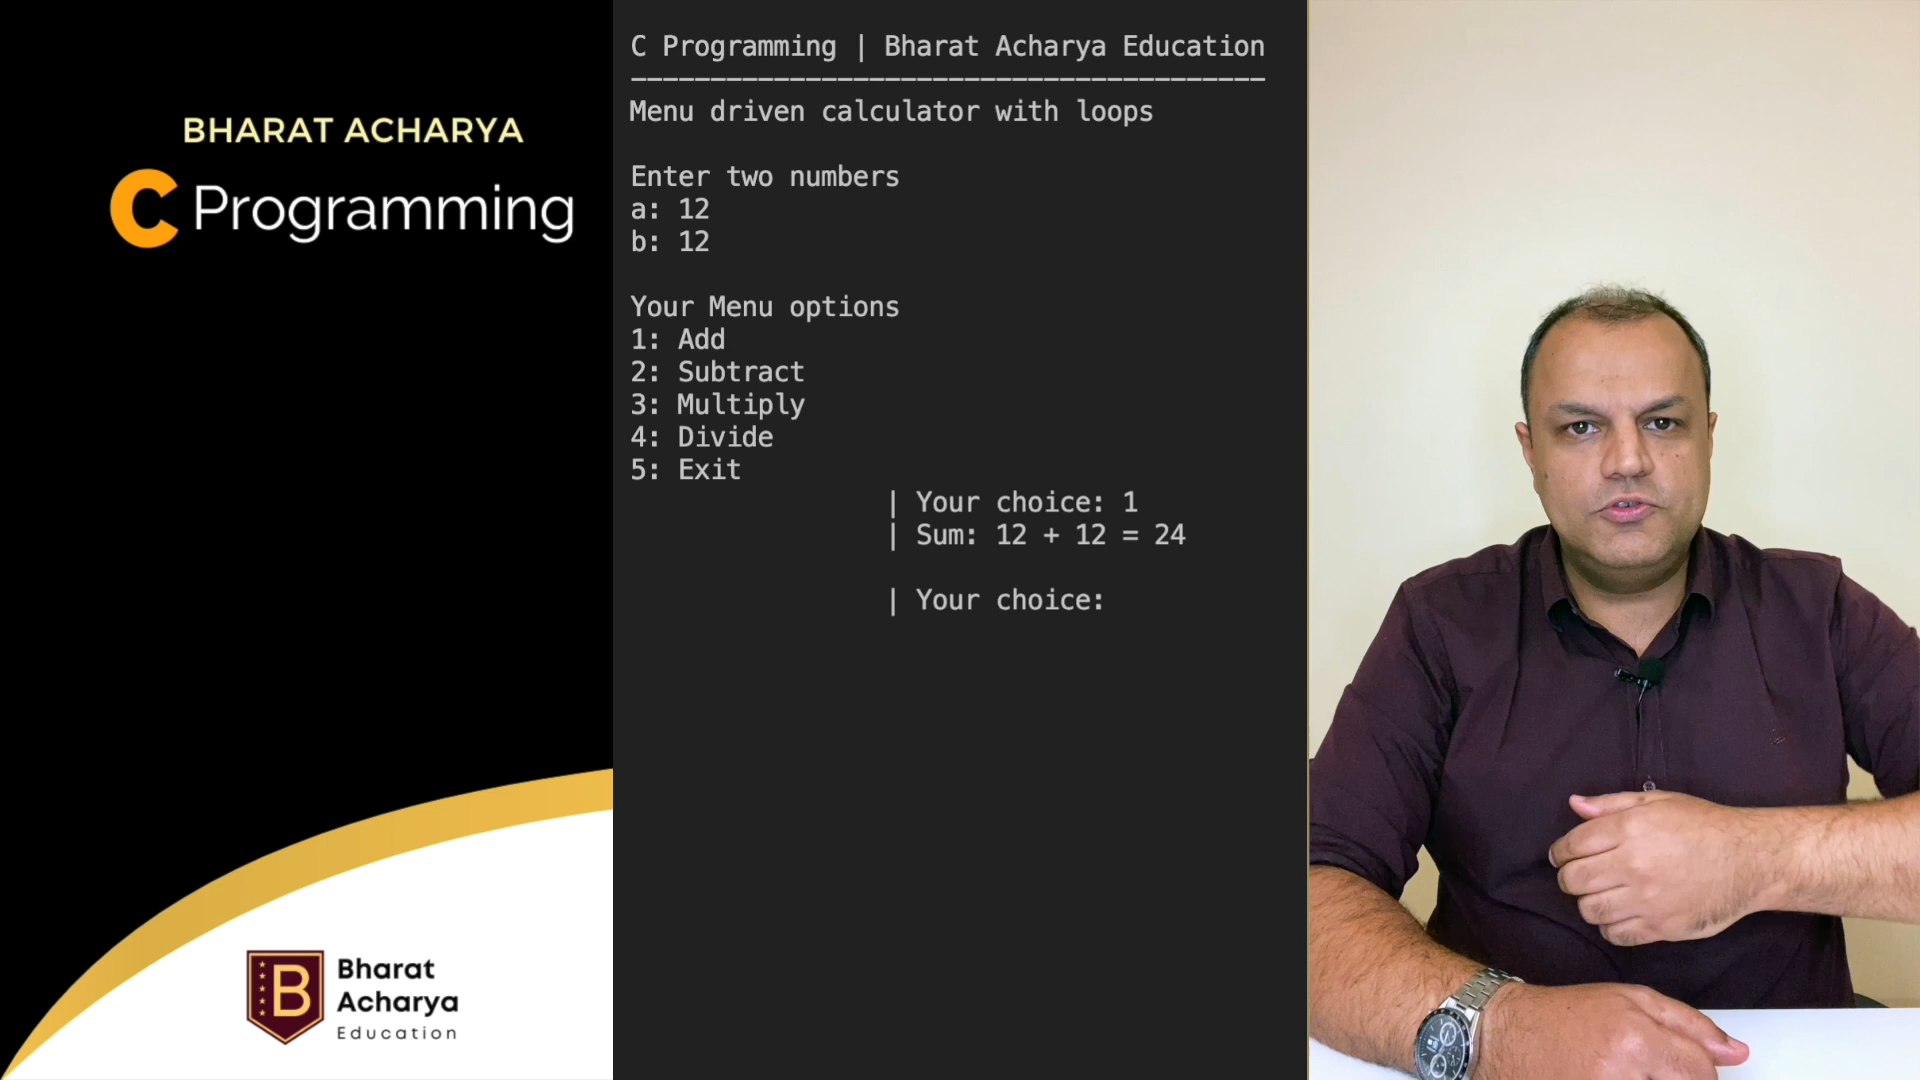 BHARAT ACHARYA
C Programming
C Programming | Bharat Acharya Education
----------------------------------------
Menu driven calculator with loops
Enter two numbers
a: 12
b: 12
Your Menu options
1: Add
2: Subtract
3: Multiply
4: Divide
5: Exit
| Your choice: 1
| Sum: 12 + 12 = 24
| Your choice:
B
Bharat
Acharya
Education